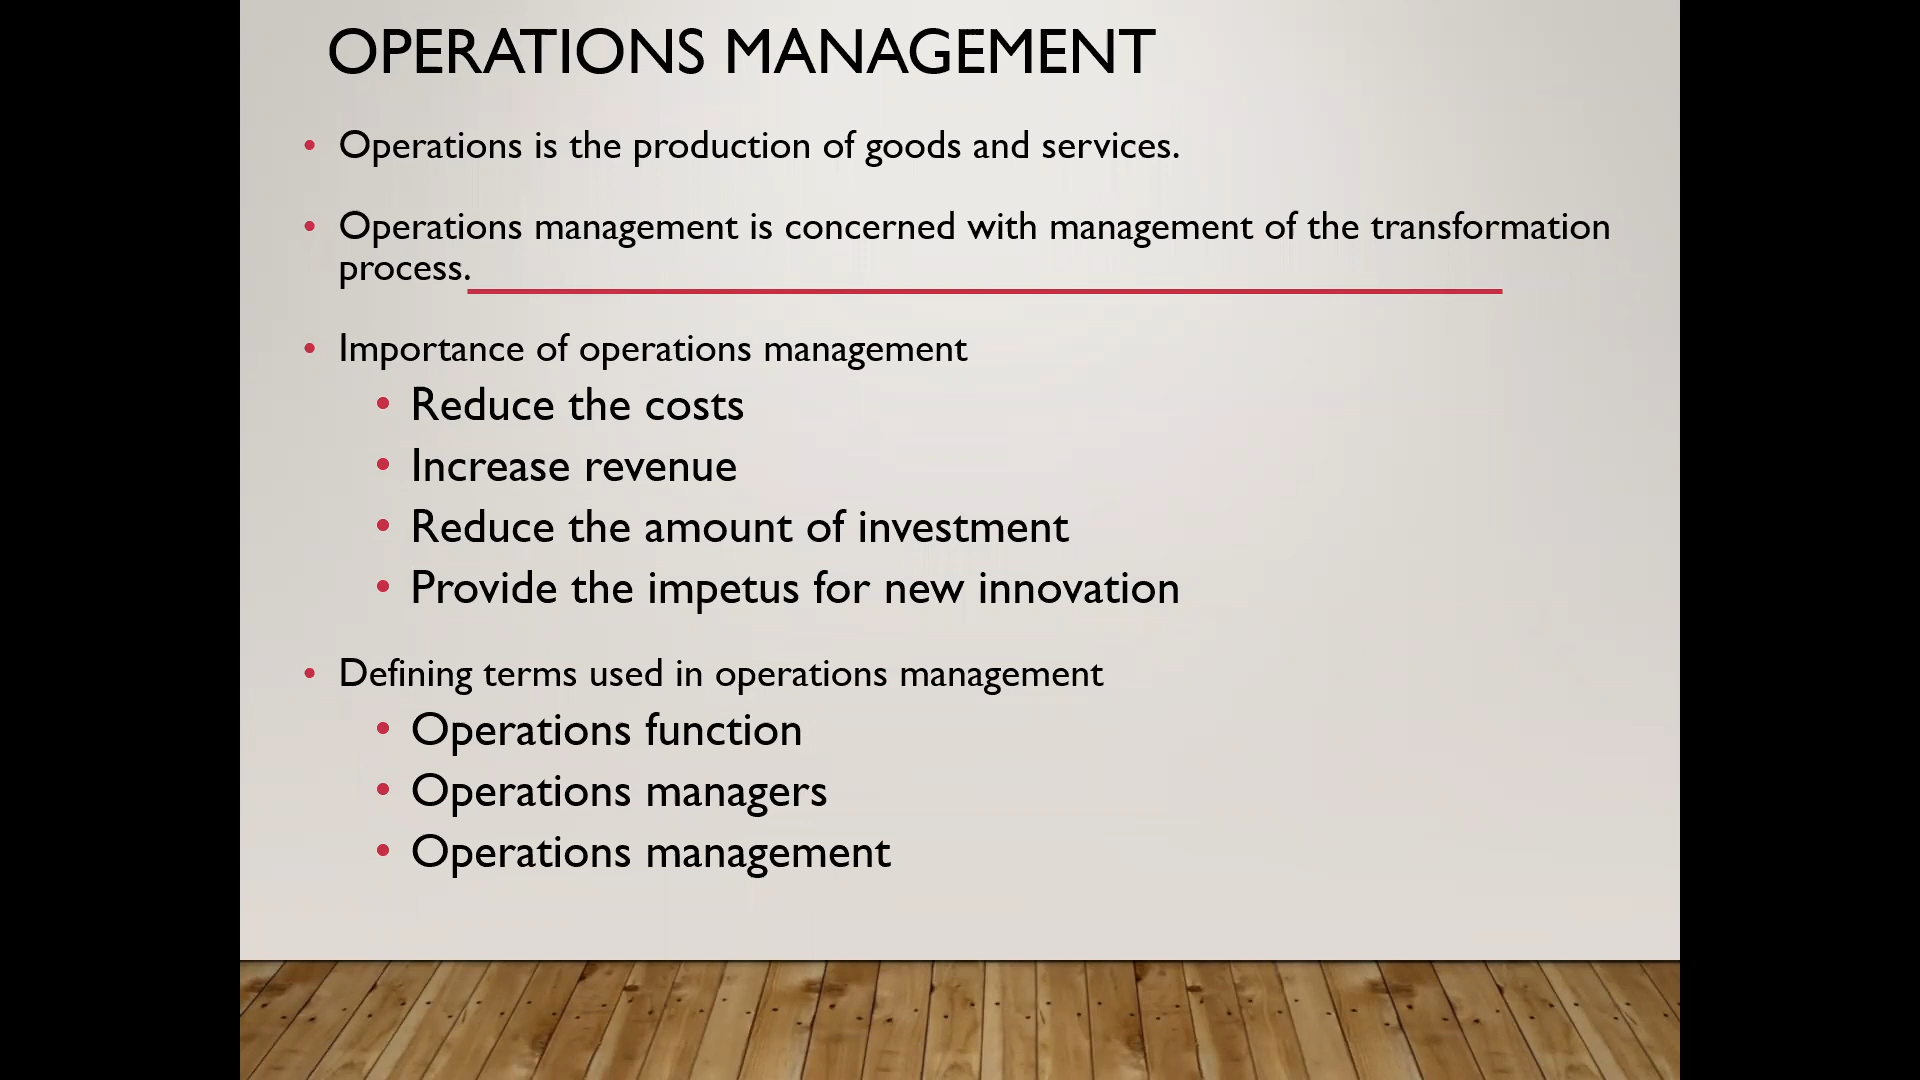 OPERATIONS MANAGEMENT
• Operations is the production of goods and services.
• Operations management is concerned with management of the transformation
process.
• Importance of operations management
• Reduce the costs
• Increase revenue
• Reduce the amount of investment
• Provide the impetus for new innovation
• Defining terms used in operations management
• Operations function
• Operations managers
• Operations management